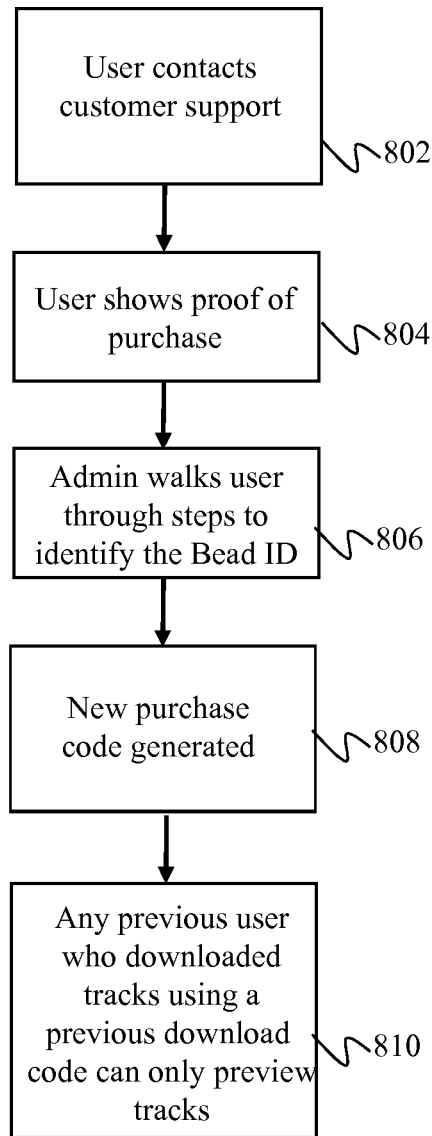 User contacts
customer support
802
User shows proof of
purchase
804
Admin walks user
through steps to
identify the Bead ID
806
New purchase
code generated
808
Any previous user
who downloaded
tracks using a
previous download
code can only preview
tracks
810